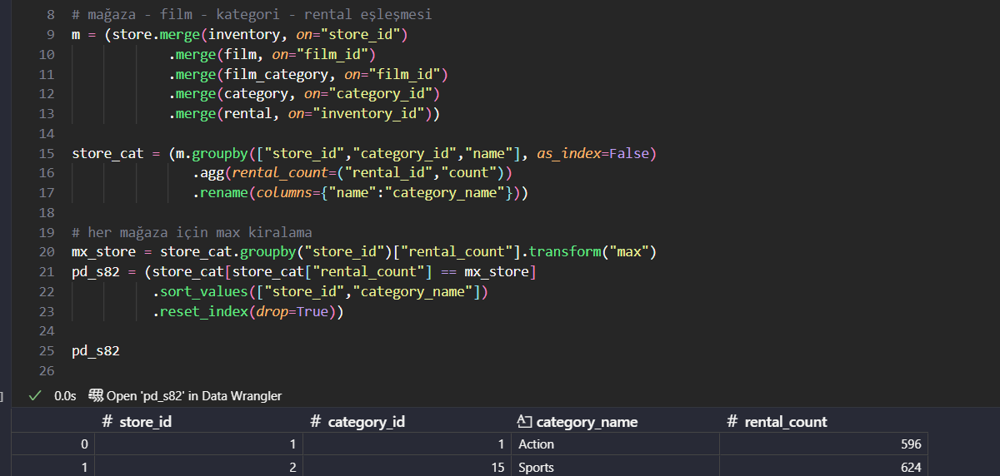 8 # mağaza - film - kategori - rental eşleşmesi
9 m = (store.merge(inventory, on="store_id")
10 .merge(film, on="film_id")
11 .merge(film_category, on="film_id")
12 .merge(category, on="category_id")
13 .merge(rental, on="inventory_id"))
14
15 store_cat = (m.groupby(["store_id","category_id","name"], as_index=False)
16 .agg(rental_count=("rental_id","count"))
17 .rename(columns={"name":"category_name"}))
18
19 # her mağaza için max kiralama
20 mx_store = store_cat.groupby("store_id")["rental_count"].transform("max")
21 pd_s82 = (store_cat[store_cat["rental_count"] == mx_store]
22 .sort_values(["store_id","category_name"])
23 .reset_index(drop=True))
24
25 pd_s82
26
] ✓ 0.0s Open 'pd_s82' in Data Wrangler
# store_id # category_id A category_name # rental_count
0 1 1 Action 596
1 2 15 Sports 624